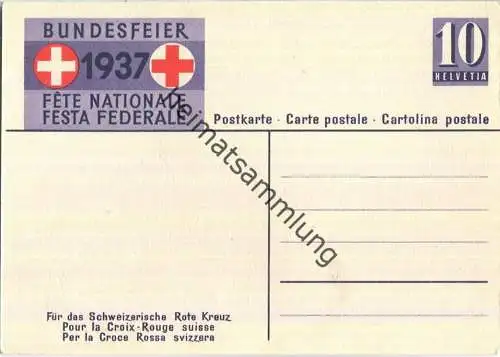 BUNDESFEIER
1937
FÊTE NATIONALE
FESTA FEDERALE
10
HELVETIA
Postkarte · Carte postale · Cartolina postale
heimatsammlung
Für das Schweizerische Rote Kreuz
Pour la Croix-Rouge suisse
Per la Croce Rossa svizzera